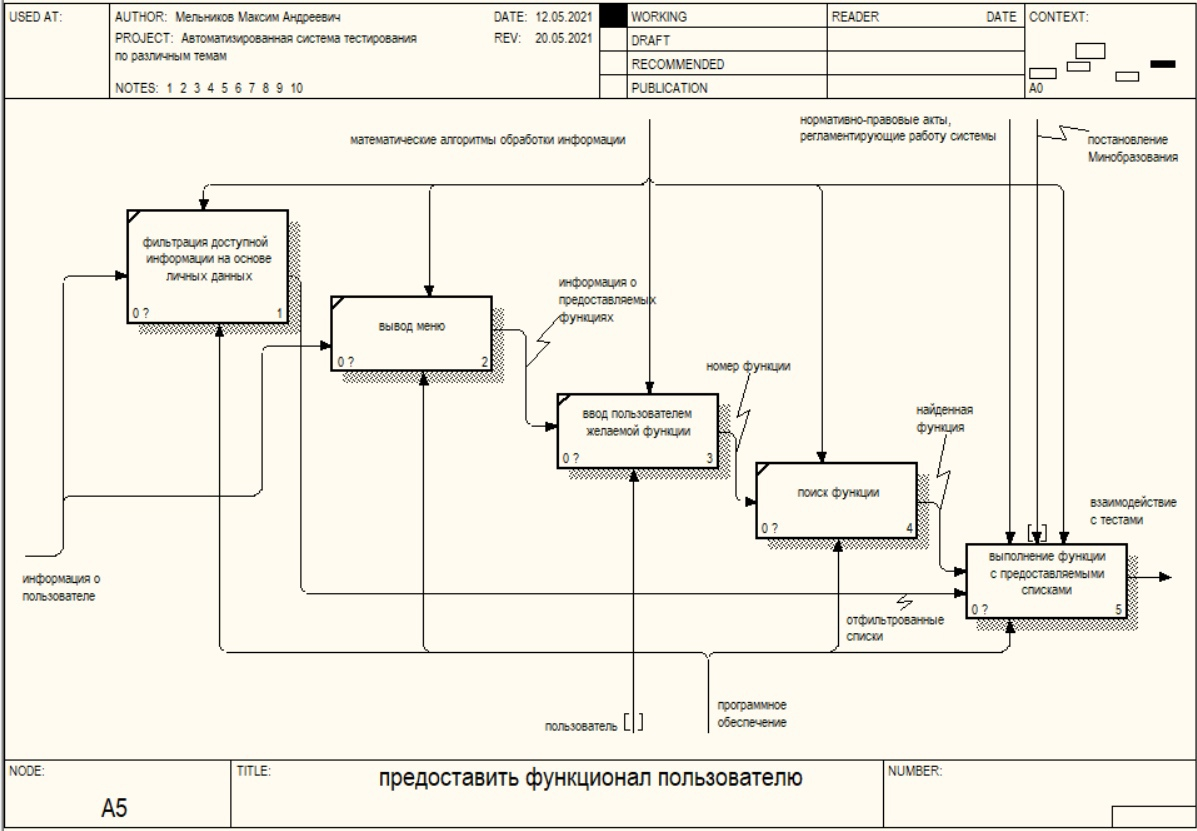 USED AT:
AUTHOR: Мельников Максим Андреевич
DATE: 12.05.2021
PROJECT: Автоматизированная система тестирования
по различным темам
REV: 20.05.2021
NOTES: 1 2 3 4 5 6 7 8 9 10
WORKING
DRAFT
RECOMMENDED
PUBLICATION
READER
DATE
CONTEXT:
A0
математические алгоритмы обработки информации
нормативно-правовые акты,
регламентирующие работу системы
постановление
Минобразования
фильтрация доступной
информации на основе
личных данных
0 ?
1
вывод меню
0 ?
2
информация о
предоставляемых
функциях
ввод пользователем
желаемой функции
0 ?
3
номер функции
поиск функции
0 ?
4
найденная
функция
взаимодействие
с тестами
выполнение функции
с предоставляемыми
списками
0 ?
5
информация о
пользователе
отфильтрованные
списки
пользователь
программное
обеспечение
NODE:
A5
TITLE:
предоставить функционал пользователю
NUMBER: